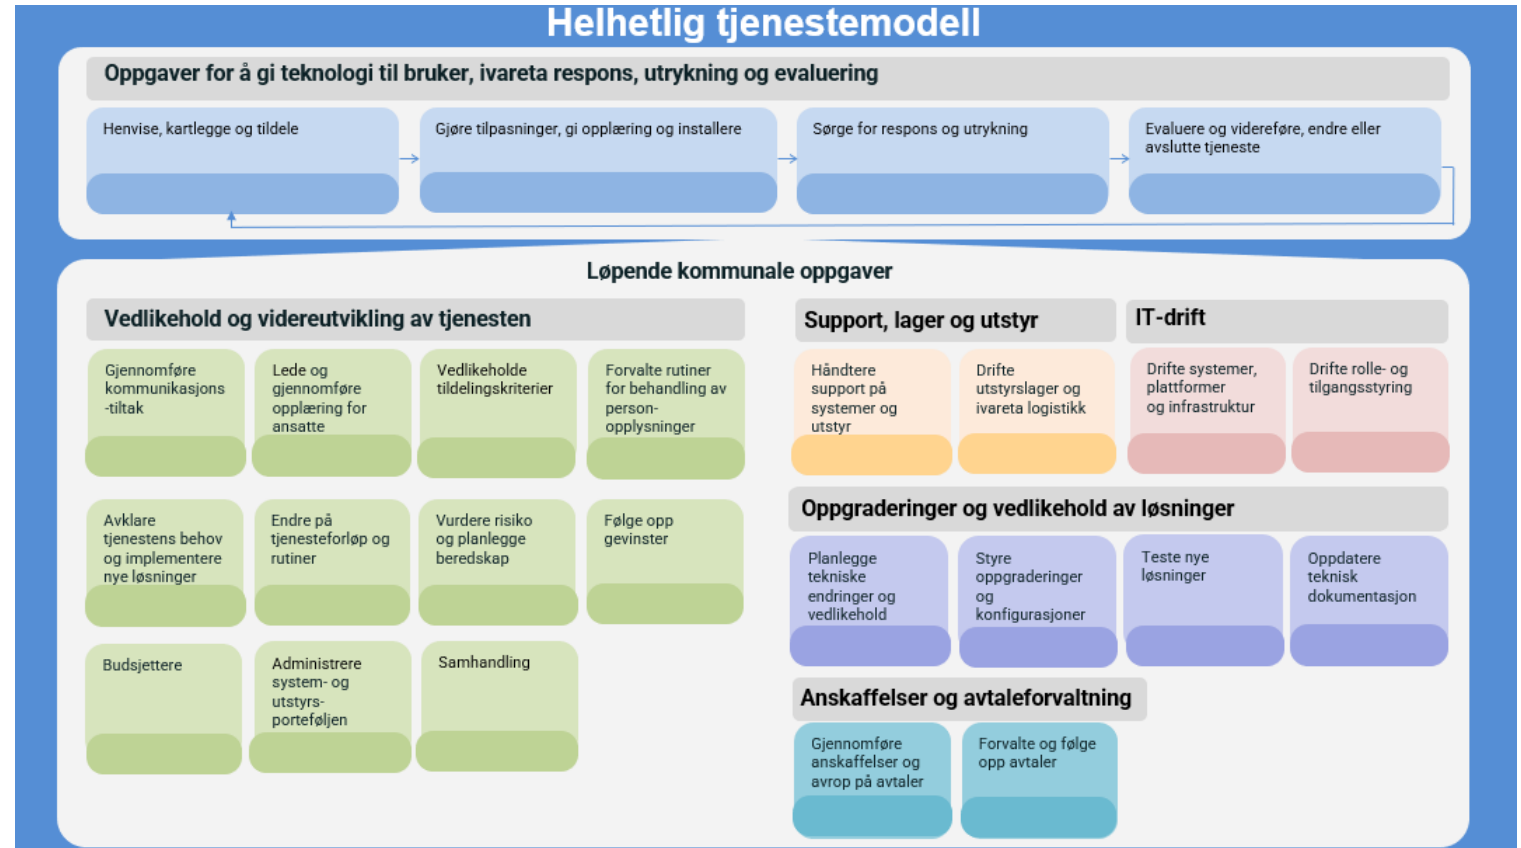 Helhetlig tjenestemodell
Oppgaver for å gi teknologi til bruker, ivareta respons, utrykning og evaluering
Henvise, kartlegge og tildele
Gjøre tilpasninger, gi opplæring og installere
Sørge for respons og utrykning
Evaluere og videreføre, endre eller
avslutte tjeneste
Løpende kommunale oppgaver
Vedlikehold og videreutvikling av tjenesten
Gjennomføre
kommunikasjons
-tiltak
Lede og
gjennomføre
opplæring for
ansatte
Vedlikeholde
tildelingskriterier
Forvalte rutiner
for behandling av
person-
opplysninger
Avklare
tjenestens behov
og implementere
nye løsninger
Endre på
tjenesteforløp og
rutiner
Vurdere risiko
og planlegge
beredskap
Følge opp
gevinster
Budsjettere
Administrere
system- og
utstyrs-
porteføljen
Samhandling
Support, lager og utstyr
Håndtere
support på
systemer og
utstyr
Drifte
utstyrslager og
ivareta logistikk
IT-drift
Drifte systemer,
plattformer
og infrastruktur
Drifte rolle- og
tilgangsstyring
Oppgraderinger og vedlikehold av løsninger
Planlegge
tekniske
endringer og
vedlikehold
Styre
oppgraderinger
og
konfigurasjoner
Teste nye
løsninger
Oppdatere
teknisk
dokumentasjon
Anskaffelser og avtaleforvaltning
Gjennomføre
anskaffelser og
avrop på avtaler
Forvalte og følge
opp avtaler